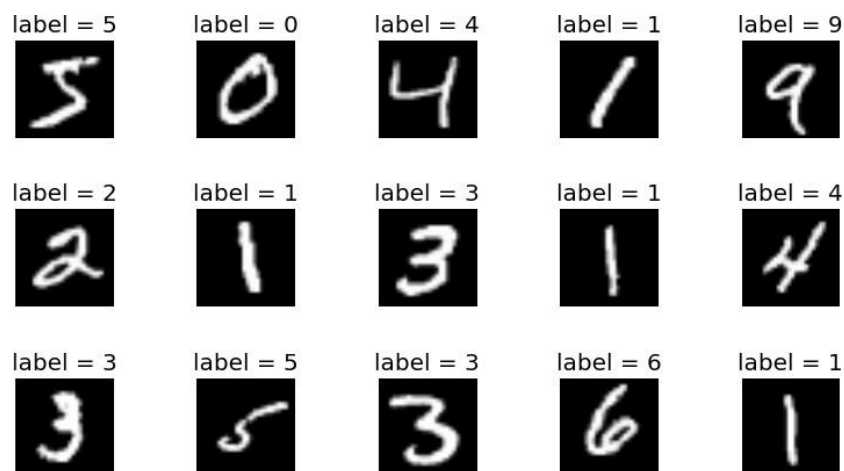 label = 5 label = 0 label = 4 label = 1 label = 9
5 0 4 1 9
label = 2 label = 1 label = 3 label = 1 label = 4
2 1 3 1 4
label = 3 label = 5 label = 3 label = 6 label = 1
3 5 3 6 1